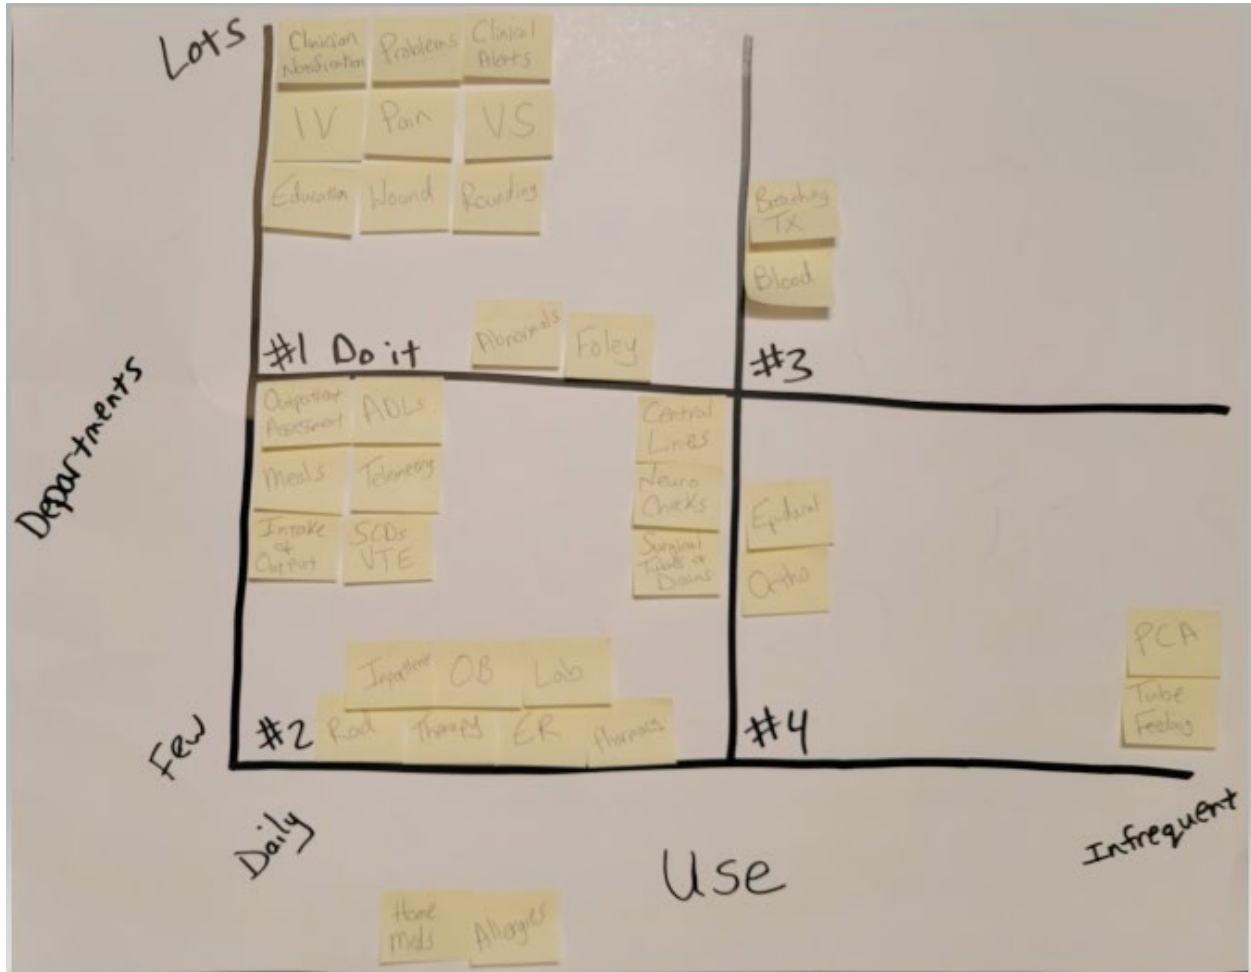 Lots
Clinician
Notification
Problems
Clinical
Alerts
IV
Pain
VS
Education
Wound
Rounding
Breathing
TX
Blood
Abnormals
Foley
#1 Do it
#3
Departments
Outpatient
Assessment
ADLs
Meals
Telemetry
Intake
&
Output
SCDs
VTE
Central
Lines
Neuro
Checks
Surgical
Tubes &
Drains
Epidural
Ortho
PCA
Tube
Feeding
Inpatient
OB
Lab
Few
#2
Rad
Therapy
ER
Pharmacy
#4
Daily
Use
Infrequent
Home
Meds
Allergies